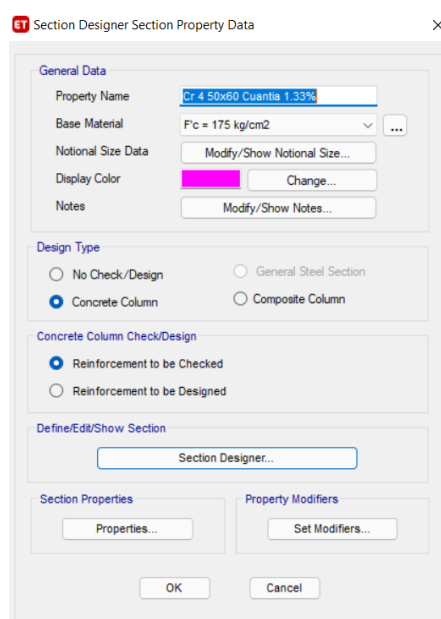 ET Section Designer Section Property Data
General Data
Property Name Cr 4 50x60 Cuantia 1.33%
Base Material F'c = 175 kg/cm2 ...
Notional Size Data Modify/Show Notional Size...
Display Color Change...
Notes Modify/Show Notes...
Design Type
No Check/Design General Steel Section
Concrete Column Composite Column
Concrete Column Check/Design
Reinforcement to be Checked
Reinforcement to be Designed
Define/Edit/Show Section
Section Designer...
Section Properties Property Modifiers
Properties... Set Modifiers...
OK Cancel